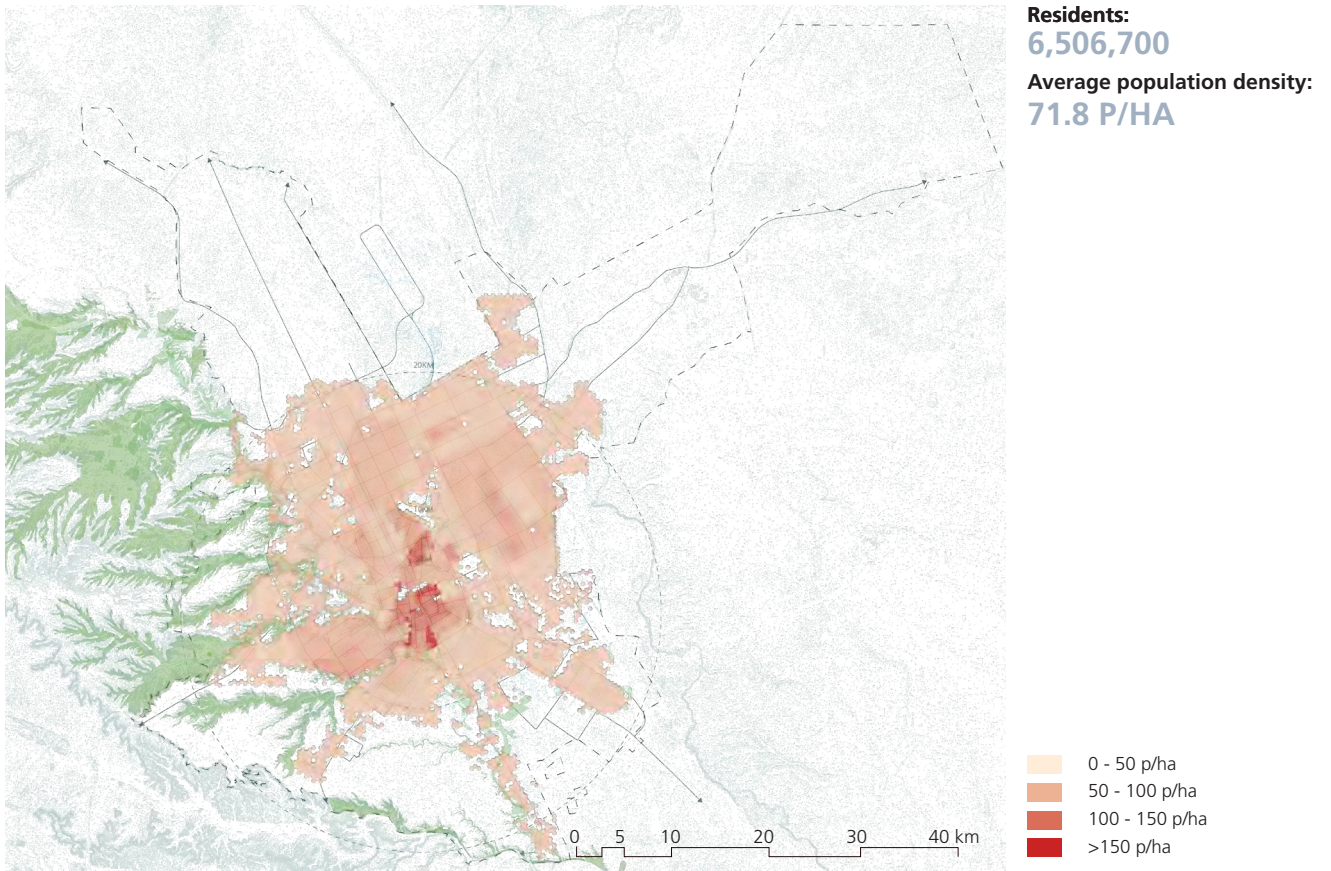 Residents:
6,506,700
Average population density:
71.8 P/HA
20KM
10KM
0 5 10 20 30 40 km
0 - 50 p/ha
50 - 100 p/ha
100 - 150 p/ha
>150 p/ha